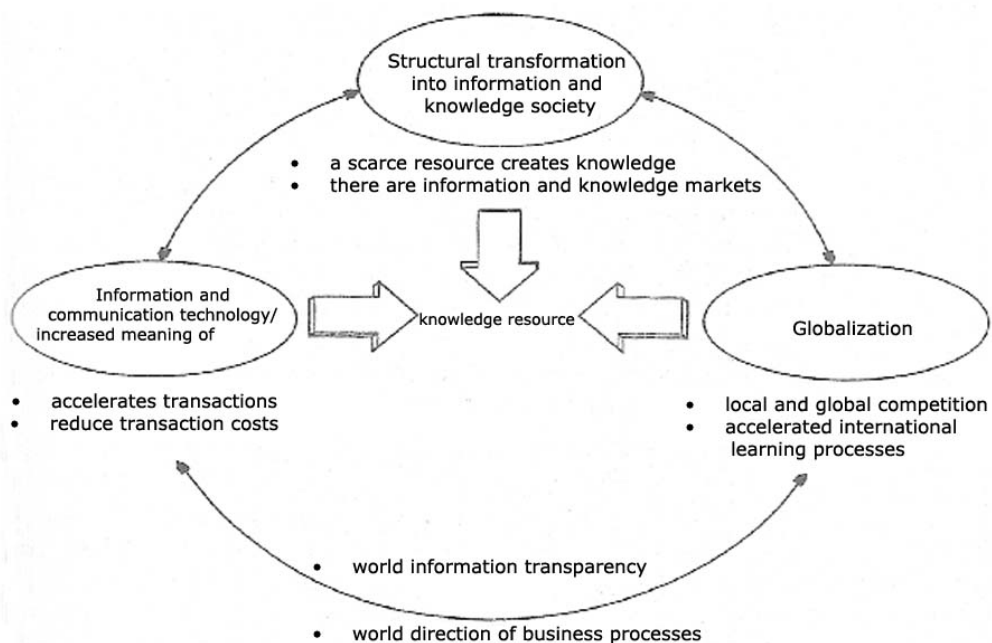 Structural transformation
into information and
knowledge society
• a scarce resource creates knowledge
• there are information and knowledge markets
Information and
communication technology/
increased meaning of
knowledge resource
Globalization
• accelerates transactions
• reduce transaction costs
• local and global competition
• accelerated international
learning processes
• world information transparency
• world direction of business processes